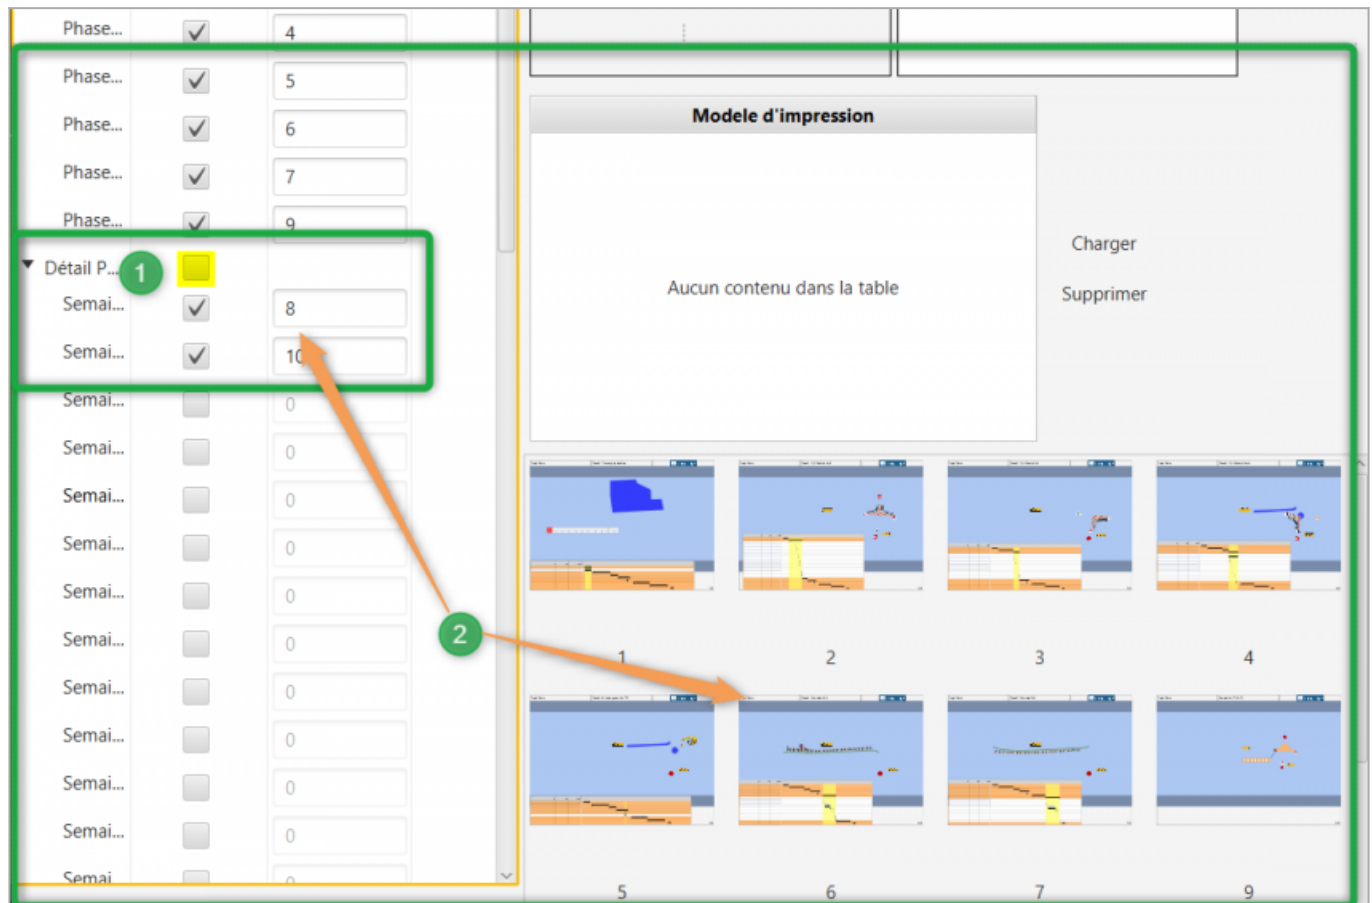 Phase... 4
Phase... 5
Phase... 6
Phase... 7
Phase... 9
Détail P... 1
Semai... 8
Semai... 10
Semai... 0
Semai... 0
Semai... 0
Semai... 0
Semai... 0
Semai... 0
Semai... 0
Semai... 0
Semai... 0
Semai... 0
Semai
2
Modele d'impression
Aucun contenu dans la table
Charger
Supprimer
1 2 3 4
5 6 7 9